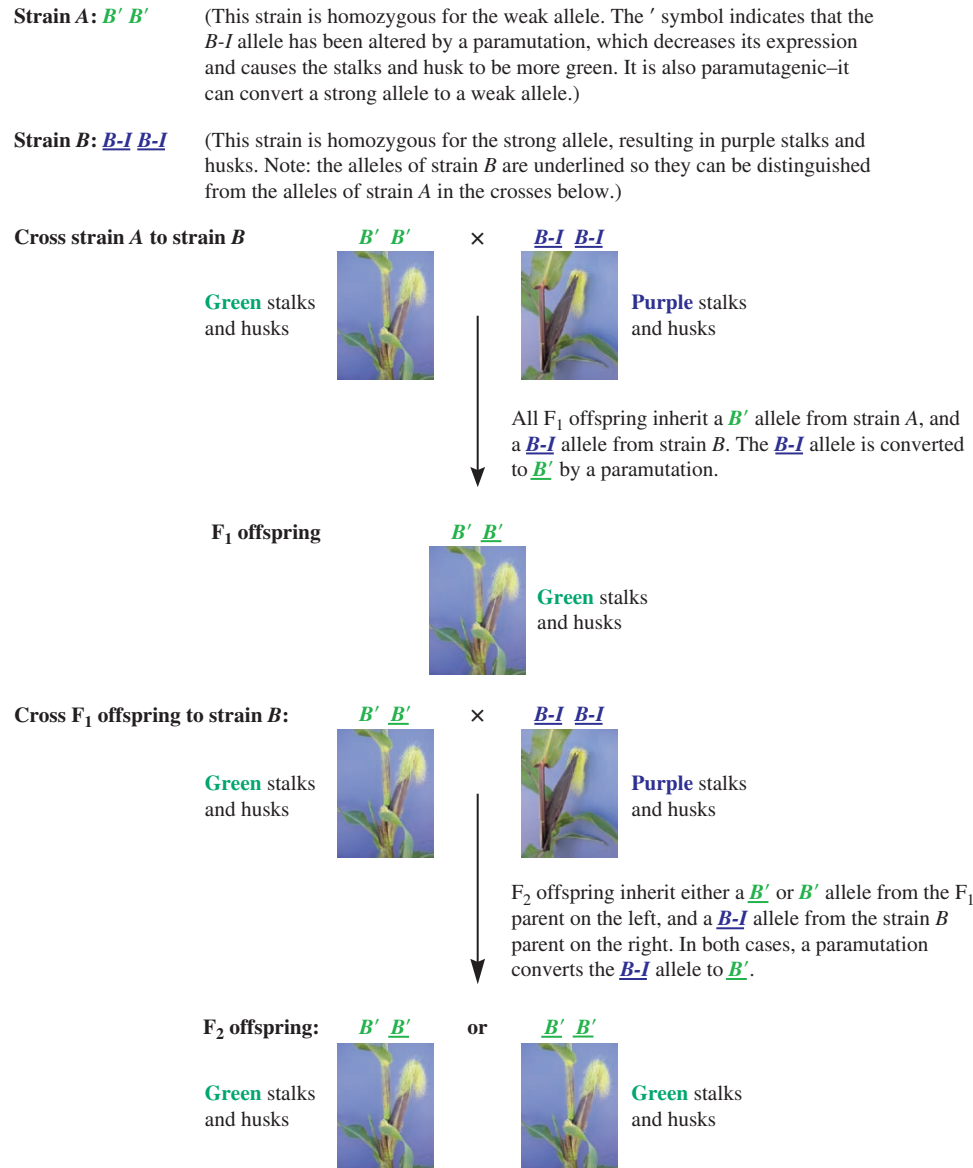 Strain A: B′ B′ (This strain is homozygous for the weak allele. The ′ symbol indicates that the
B-I allele has been altered by a paramutation, which decreases its expression
and causes the stalks and husk to be more green. It is also paramutagenic–it
can convert a strong allele to a weak allele.)
Strain B: B-I B-I (This strain is homozygous for the strong allele, resulting in purple stalks and
husks. Note: the alleles of strain B are underlined so they can be distinguished
from the alleles of strain A in the crosses below.)
Cross strain A to strain B B′ B′ × B-I B-I
Green stalks
and husks
Purple stalks
and husks
All F₁ offspring inherit a B′ allele from strain A, and
a B-I allele from strain B. The B-I allele is converted
to B′ by a paramutation.
F₁ offspring B′ B′
Green stalks
and husks
Cross F₁ offspring to strain B: B′ B′ × B-I B-I
Green stalks
and husks
Purple stalks
and husks
F₂ offspring inherit either a B′ or B′ allele from the F₁
parent on the left, and a B-I allele from the strain B
parent on the right. In both cases, a paramutation
converts the B-I allele to B′.
F₂ offspring: B′ B′ or B′ B′
Green stalks
and husks
Green stalks
and husks